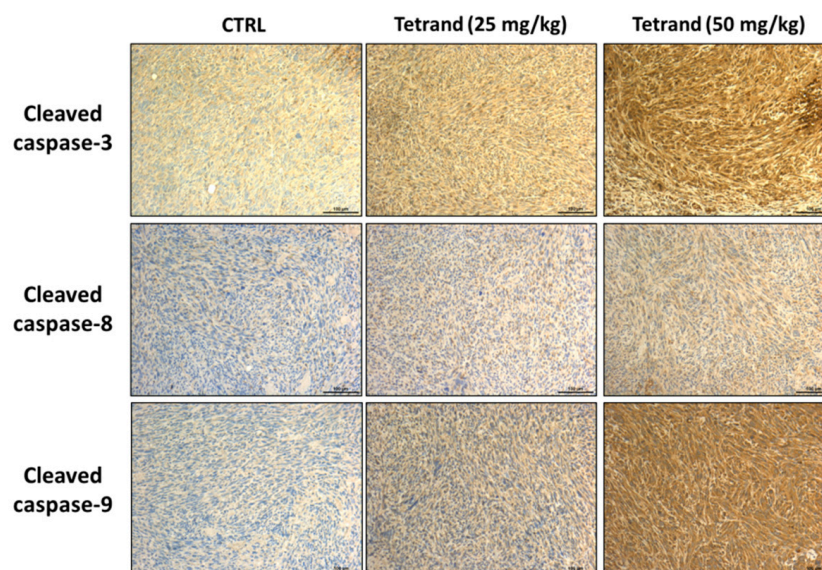 CTRL
Tetrand (25 mg/kg)
Tetrand (50 mg/kg)
Cleaved
caspase-3
Cleaved
caspase-8
Cleaved
caspase-9